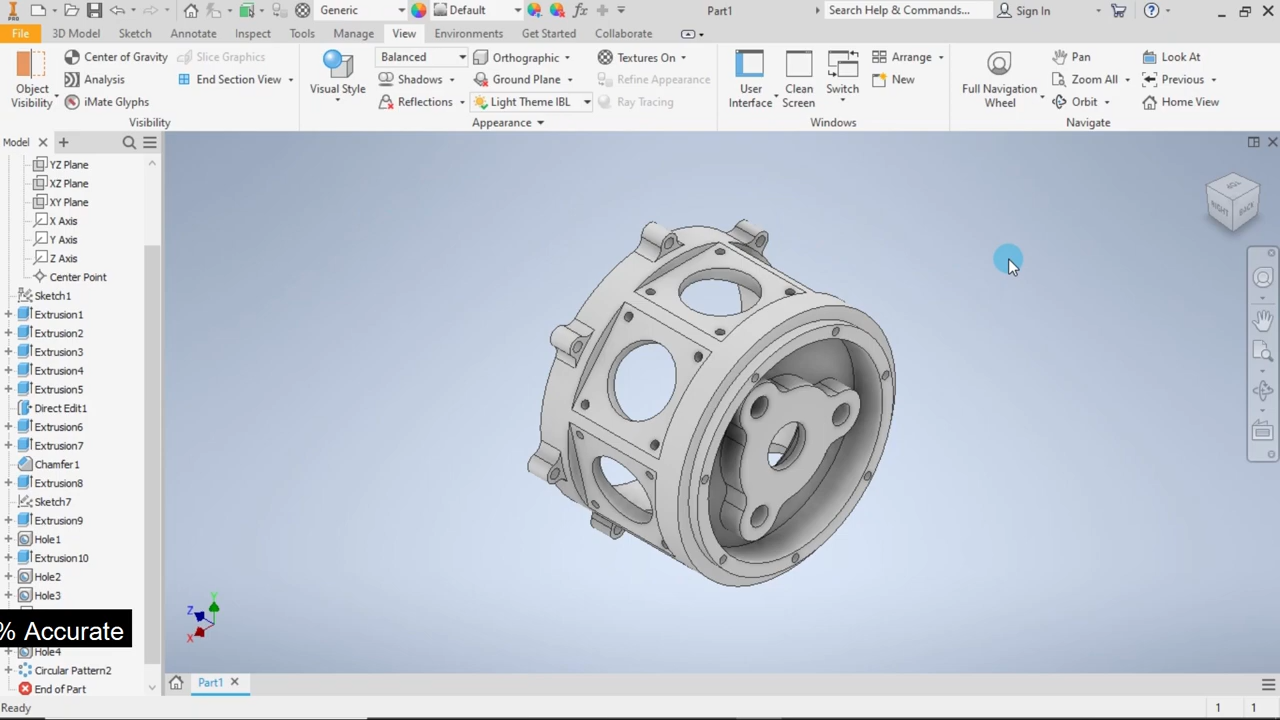 PRO
Generic
Default
fx
Part1
Search Help & Commands...
Sign In
File
3D Model
Sketch
Annotate
Inspect
Tools
Manage
View
Environments
Get Started
Collaborate
Object
Visibility
Center of Gravity
Analysis
iMate Glyphs
Slice Graphics
End Section View
Visibility
Visual Style
Balanced
Shadows
Reflections
Orthographic
Ground Plane
Light Theme IBL
Textures On
Refine Appearance
Ray Tracing
Appearance
User
Interface
Clean
Screen
Switch
Arrange
New
Windows
Full Navigation
Wheel
Pan
Zoom All
Orbit
Look At
Previous
Home View
Navigate
Model
YZ Plane
XZ Plane
XY Plane
X Axis
Y Axis
Z Axis
Center Point
Sketch1
Extrusion1
Extrusion2
Extrusion3
Extrusion4
Extrusion5
Direct Edit1
Extrusion6
Extrusion7
Chamfer1
Extrusion8
Sketch7
Extrusion9
Hole1
Extrusion10
Hole2
Hole3
% Accurate
Hole4
Circular Pattern2
End of Part
TOP
RIGHT
BACK
Y
Z
X
Part1
Ready
1
1